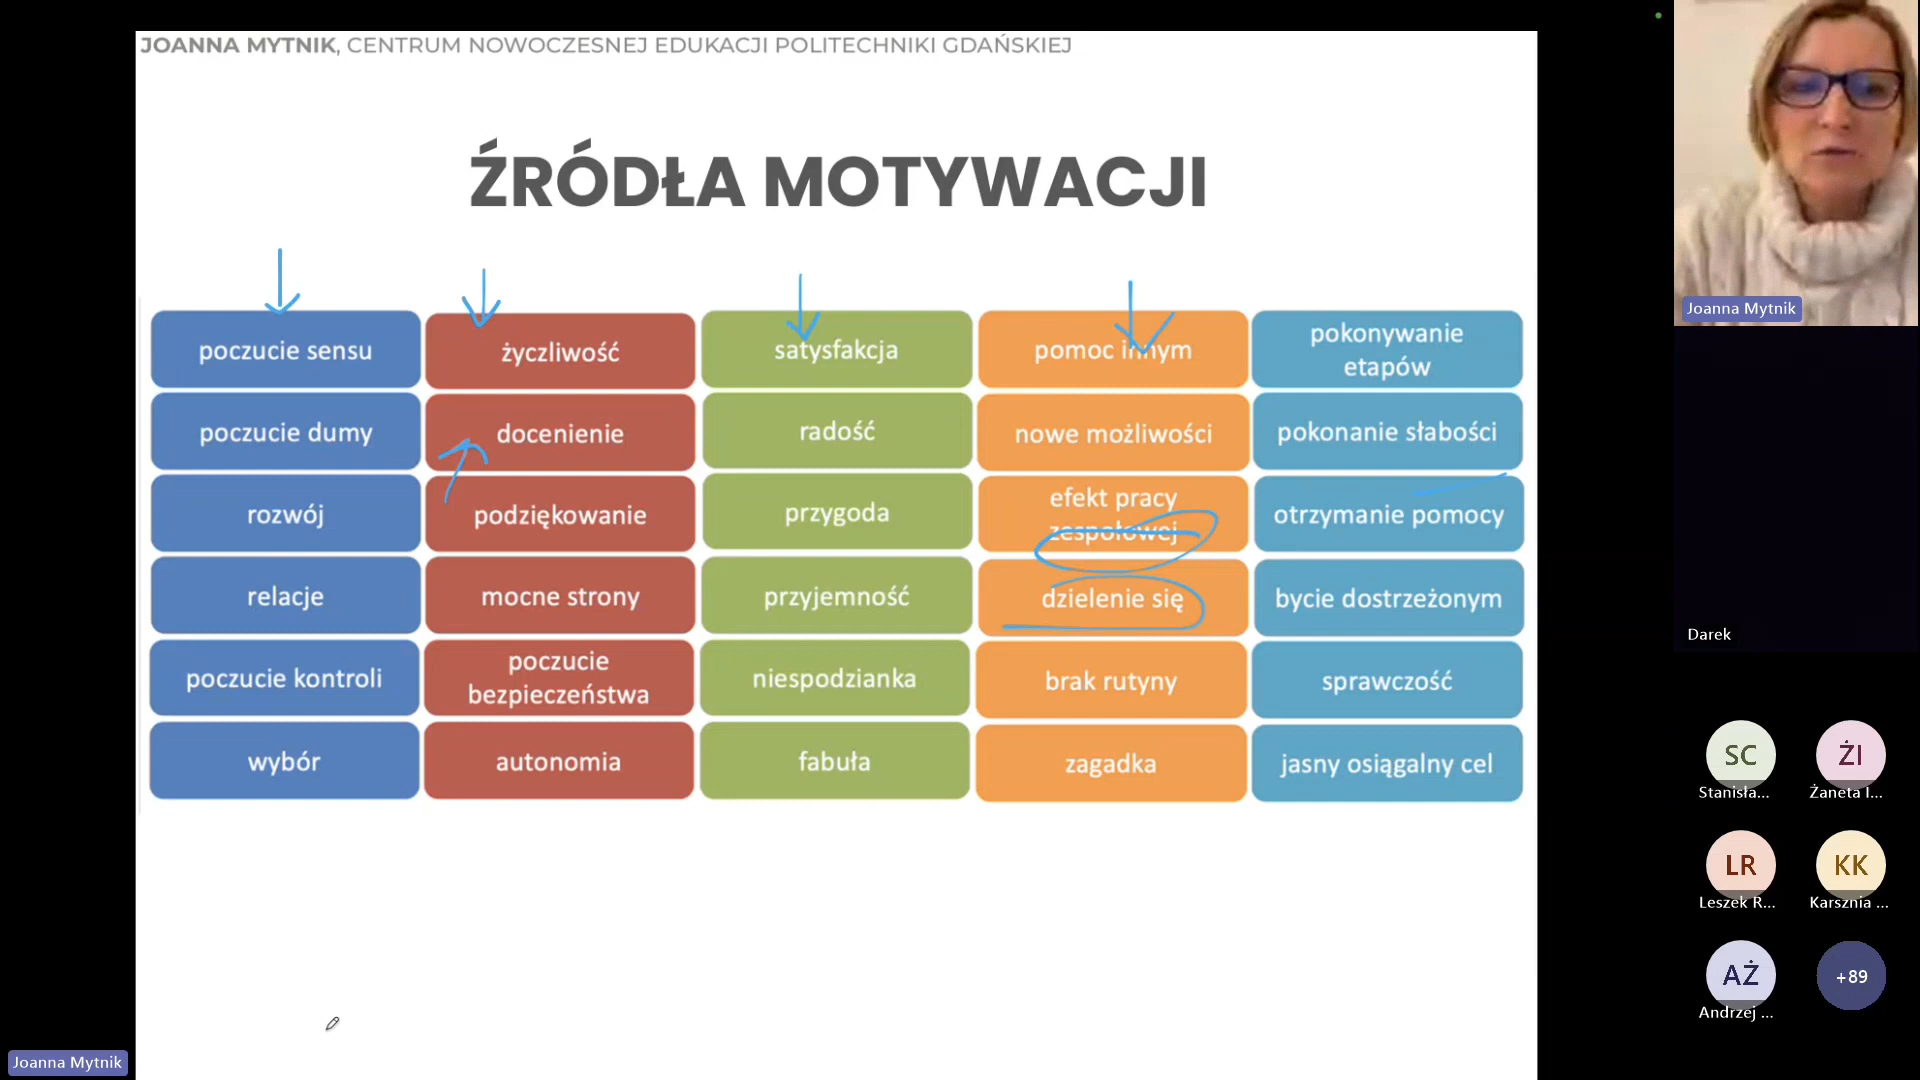 JOANNA MYTNIK, CENTRUM NOWOCZESNEJ EDUKACJI POLITECHNIKI GDAŃSKIEJ
ŹRÓDŁA MOTYWACJI
poczucie sensu
poczucie dumy
rozwój
relacje
poczucie kontroli
wybór
życzliwość
docenienie
podziękowanie
mocne strony
poczucie
bezpieczeństwa
autonomia
satysfakcja
radość
przygoda
przyjemność
niespodzianka
fabuła
pomoc innym
nowe możliwości
efekt pracy
zespołowej
dzielenie się
brak rutyny
zagadka
pokonywanie
etapów
pokonanie słabości
otrzymanie pomocy
bycie dostrzeżonym
sprawczość
jasny osiągalny cel
Joanna Mytnik
Joanna Mytnik
Darek
SC
Stanisła...
ŻI
Żaneta I...
LR
Leszek R...
KK
Karsznia ...
AŻ
Andrzej ...
+89